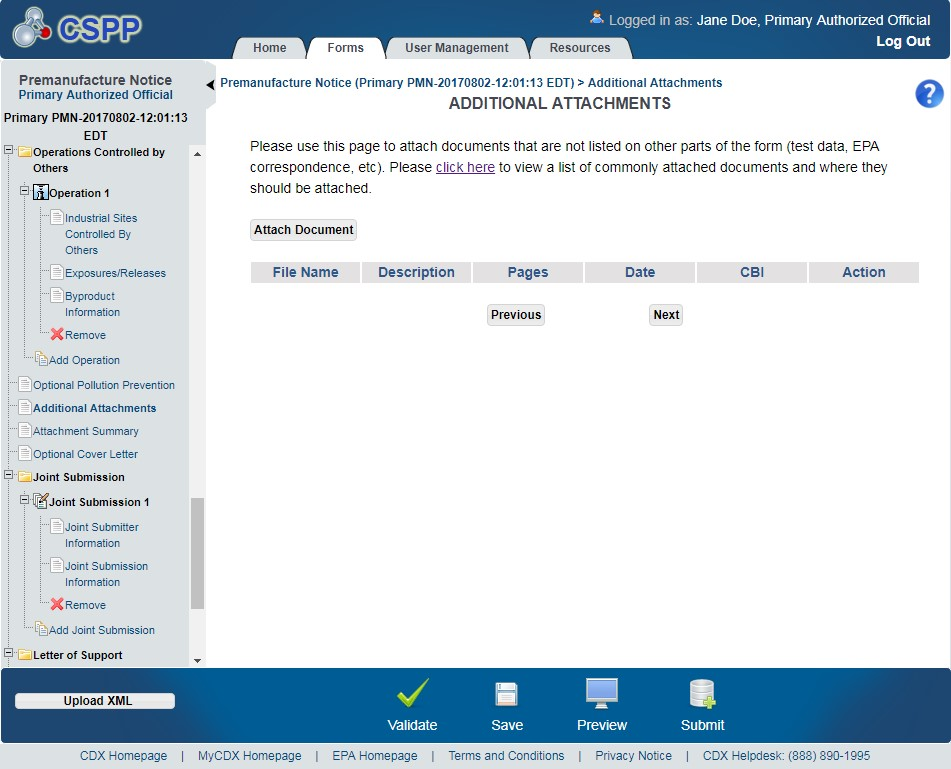 CSPP
Logged in as: Jane Doe, Primary Authorized Official
Log Out
Home
Forms
User Management
Resources
Premanufacture Notice
Primary Authorized Official
Primary PMN-20170802-12:01:13
EDT
Operations Controlled by
Others
Operation 1
Industrial Sites
Controlled By
Others
Exposures/Releases
Byproduct
Information
Remove
Add Operation
Optional Pollution Prevention
Additional Attachments
Attachment Summary
Optional Cover Letter
Joint Submission
Joint Submission 1
Joint Submitter
Information
Joint Submission
Information
Remove
Add Joint Submission
Letter of Support
Premanufacture Notice (Primary PMN-20170802-12:01:13 EDT) > Additional Attachments
ADDITIONAL ATTACHMENTS
?
Please use this page to attach documents that are not listed on other parts of the form (test data, EPA
correspondence, etc). Please click here to view a list of commonly attached documents and where they
should be attached.
Attach Document
File Name Description Pages Date CBI Action
Previous Next
Upload XML
Validate Save Preview Submit
CDX Homepage | MyCDX Homepage | EPA Homepage | Terms and Conditions | Privacy Notice | CDX Helpdesk: (888) 890-1995